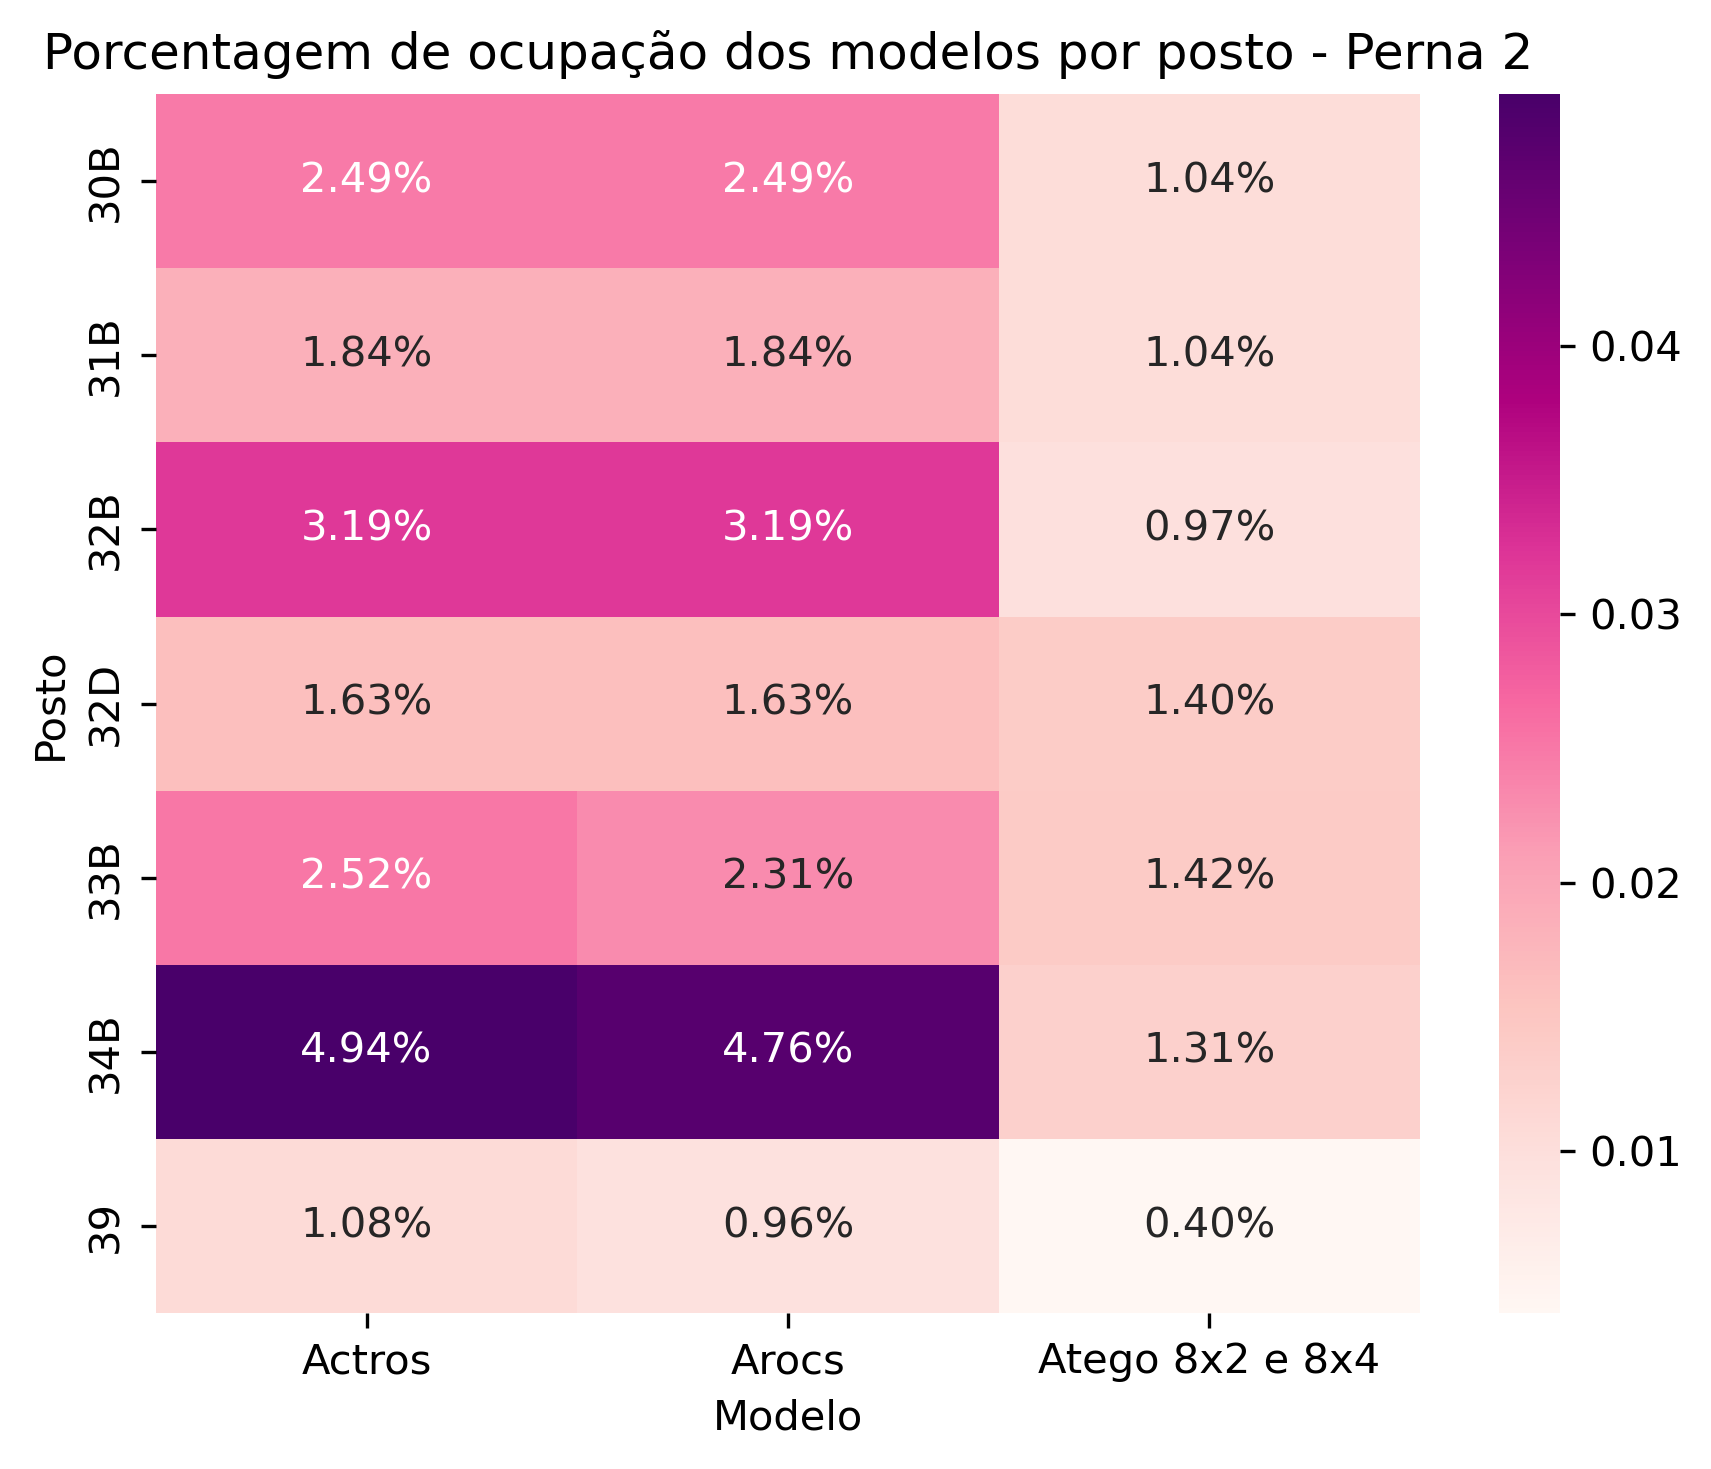 Porcentagem de ocupação dos modelos por posto - Perna 2
30B 2.49% 2.49% 1.04%
31B 1.84% 1.84% 1.04%
32B 3.19% 3.19% 0.97%
32D 1.63% 1.63% 1.40%
33B 2.52% 2.31% 1.42%
34B 4.94% 4.76% 1.31%
39 1.08% 0.96% 0.40%
Posto
Actros Arocs Atego 8x2 e 8x4
Modelo
0.04
0.03
0.02
0.01